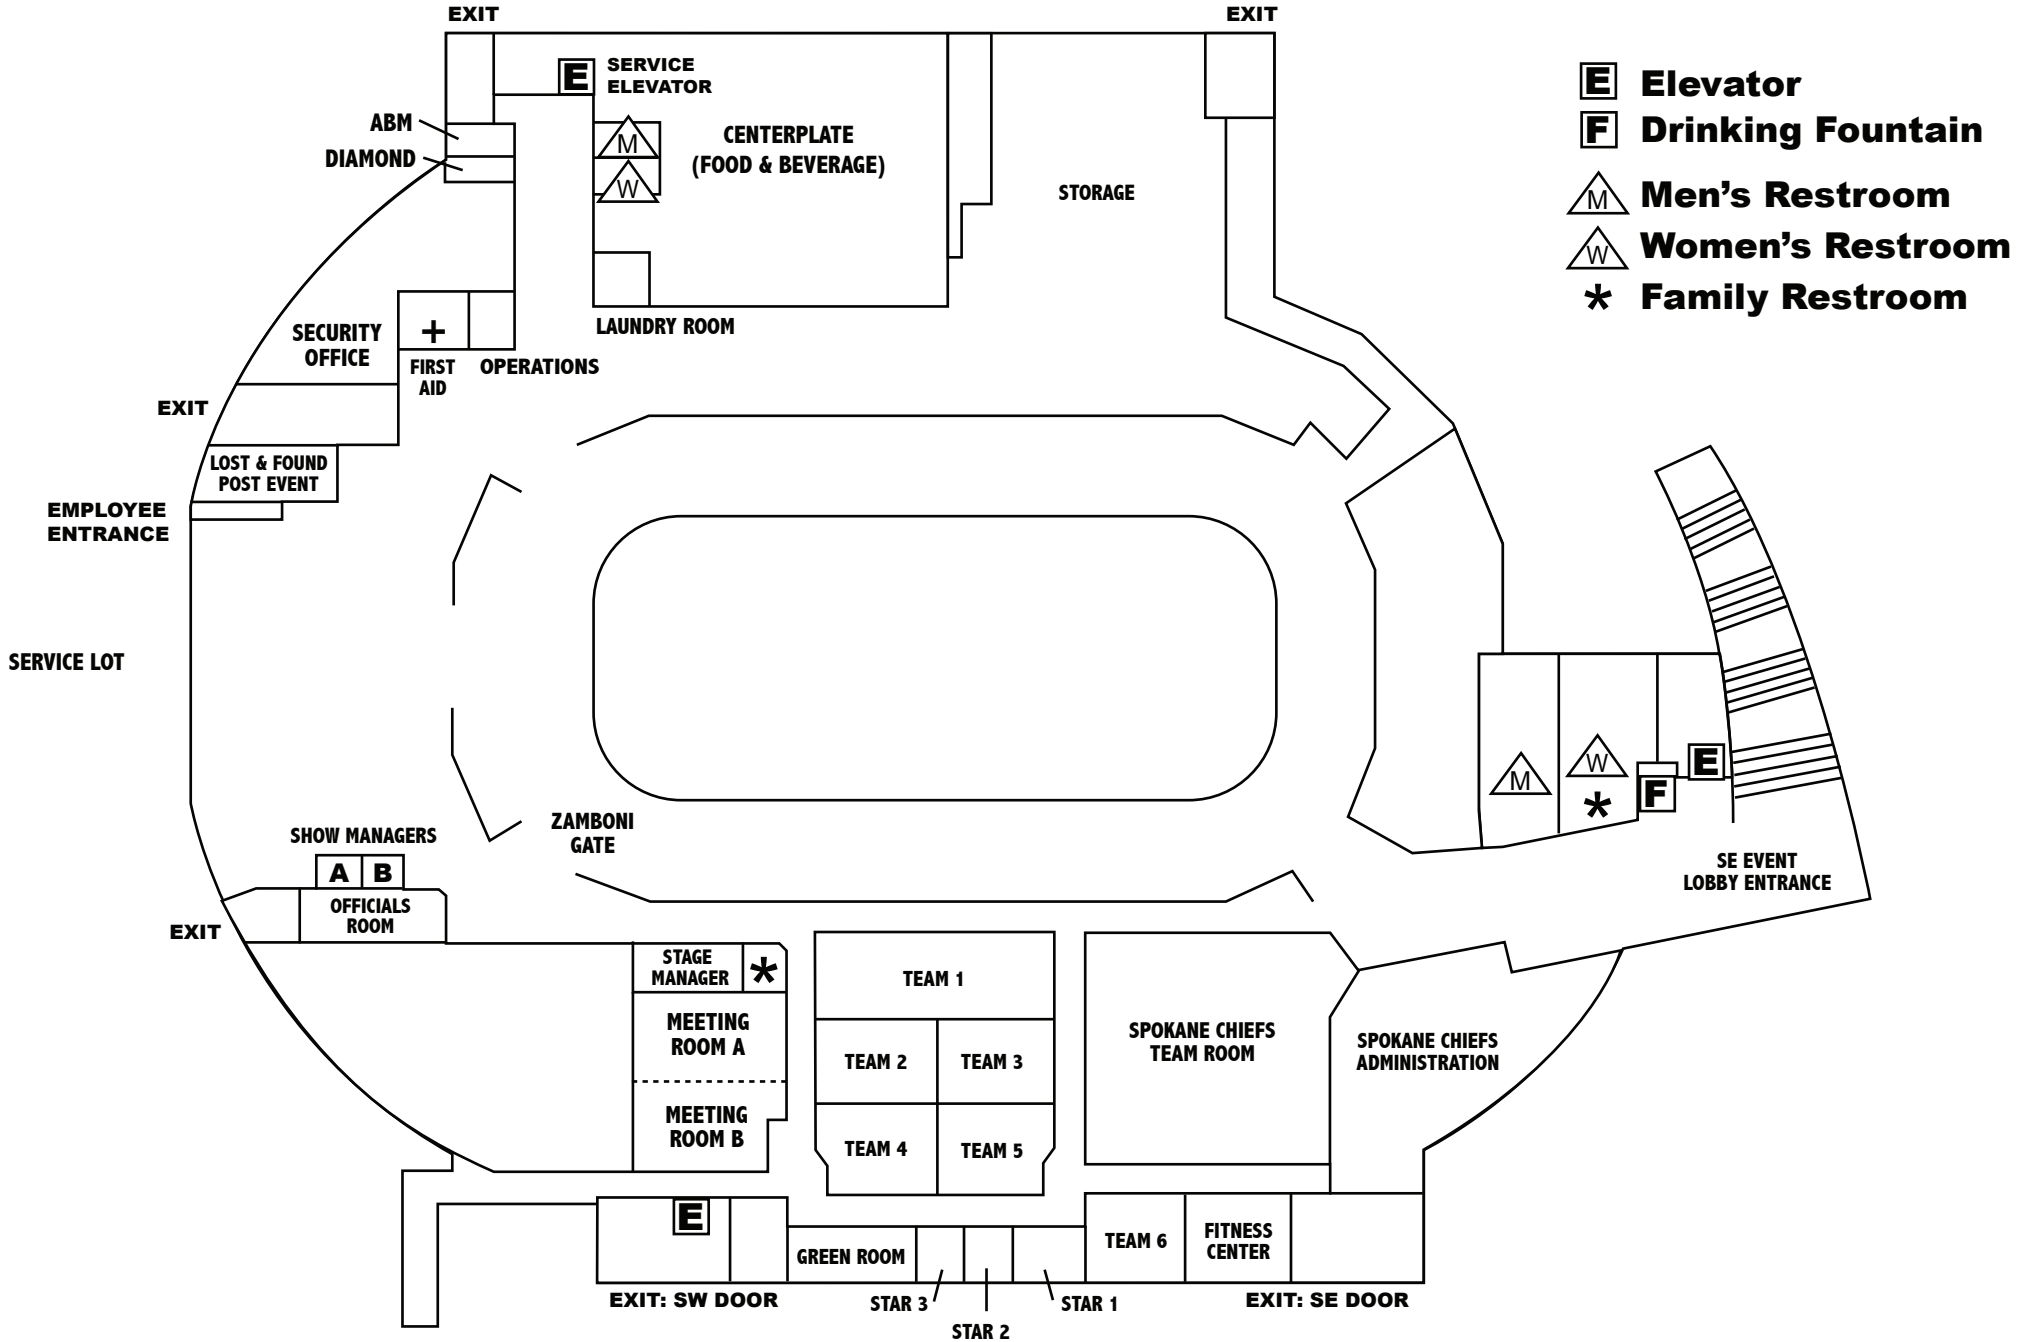 EXIT
EXIT
E
SERVICE
ELEVATOR
E Elevator
F Drinking Fountain
M Men's Restroom
W Women's Restroom
* Family Restroom
ABM
DIAMOND
M
W
CENTERPLATE
(FOOD & BEVERAGE)
STORAGE
SECURITY
OFFICE
+
FIRST
AID
OPERATIONS
LAUNDRY ROOM
EXIT
LOST & FOUND
POST EVENT
EMPLOYEE
ENTRANCE
SERVICE LOT
M
W
*
F
E
SE EVENT
LOBBY ENTRANCE
ZAMBONI
GATE
SHOW MANAGERS
A B
OFFICIALS
ROOM
EXIT
STAGE
MANAGER
*
MEETING
ROOM A
MEETING
ROOM B
TEAM 1
TEAM 2
TEAM 3
TEAM 4
TEAM 5
SPOKANE CHIEFS
TEAM ROOM
SPOKANE CHIEFS
ADMINISTRATION
E
GREEN ROOM
TEAM 6
FITNESS
CENTER
EXIT: SW DOOR
STAR 3
STAR 2
STAR 1
EXIT: SE DOOR